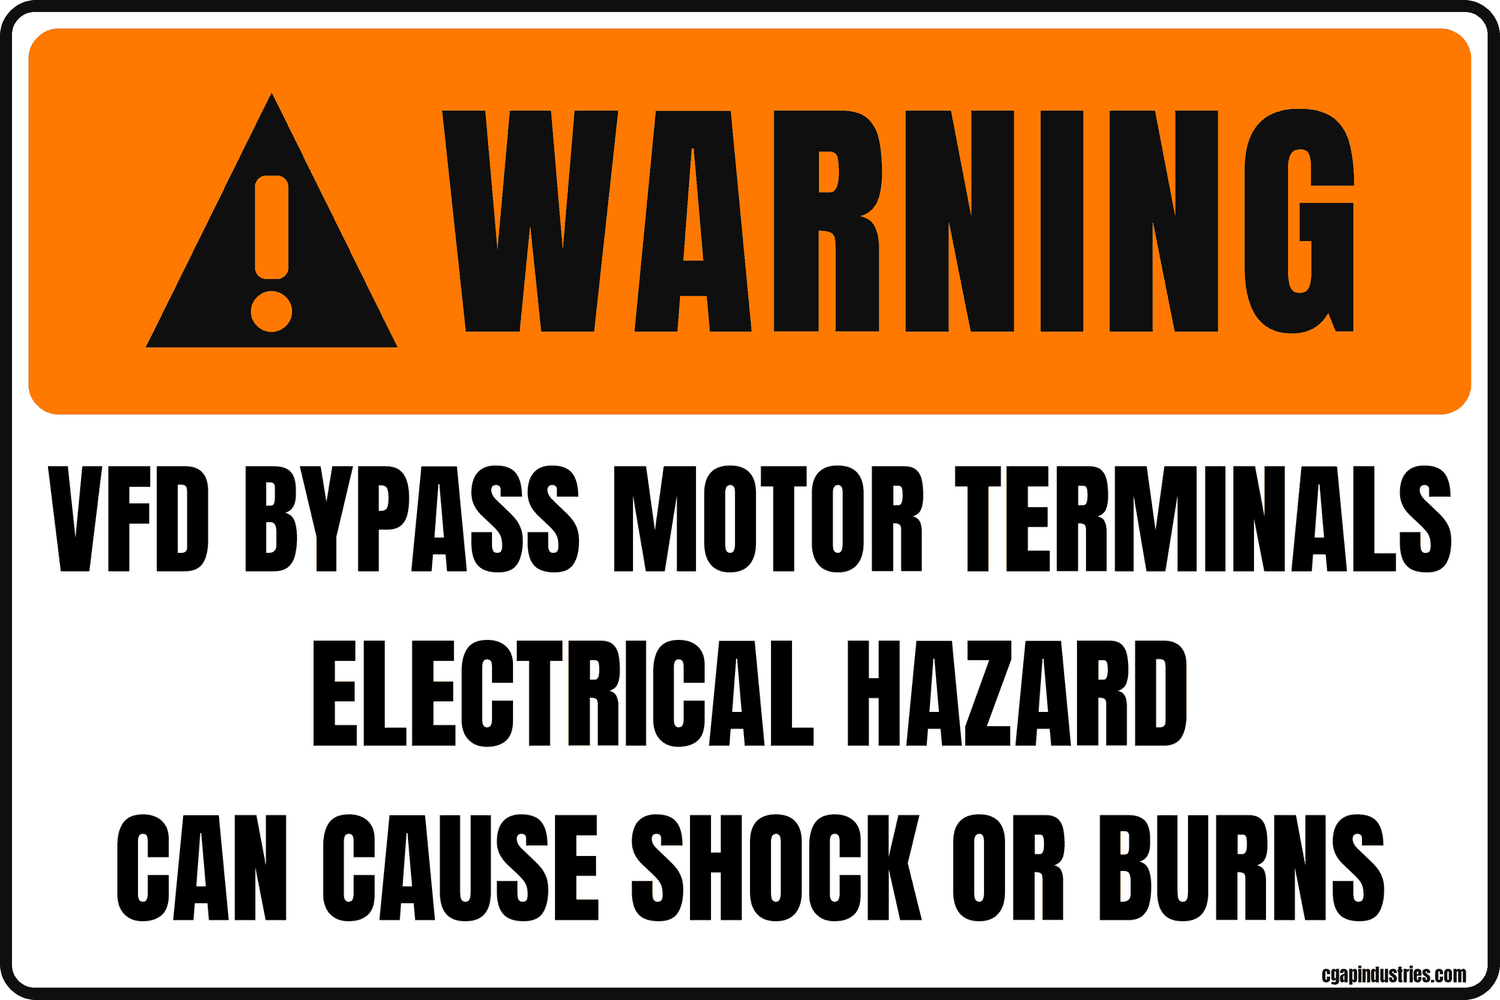 WARNING
VFD BYPASS MOTOR TERMINALS
ELECTRICAL HAZARD
CAN CAUSE SHOCK OR BURNS
cgapindustries.com